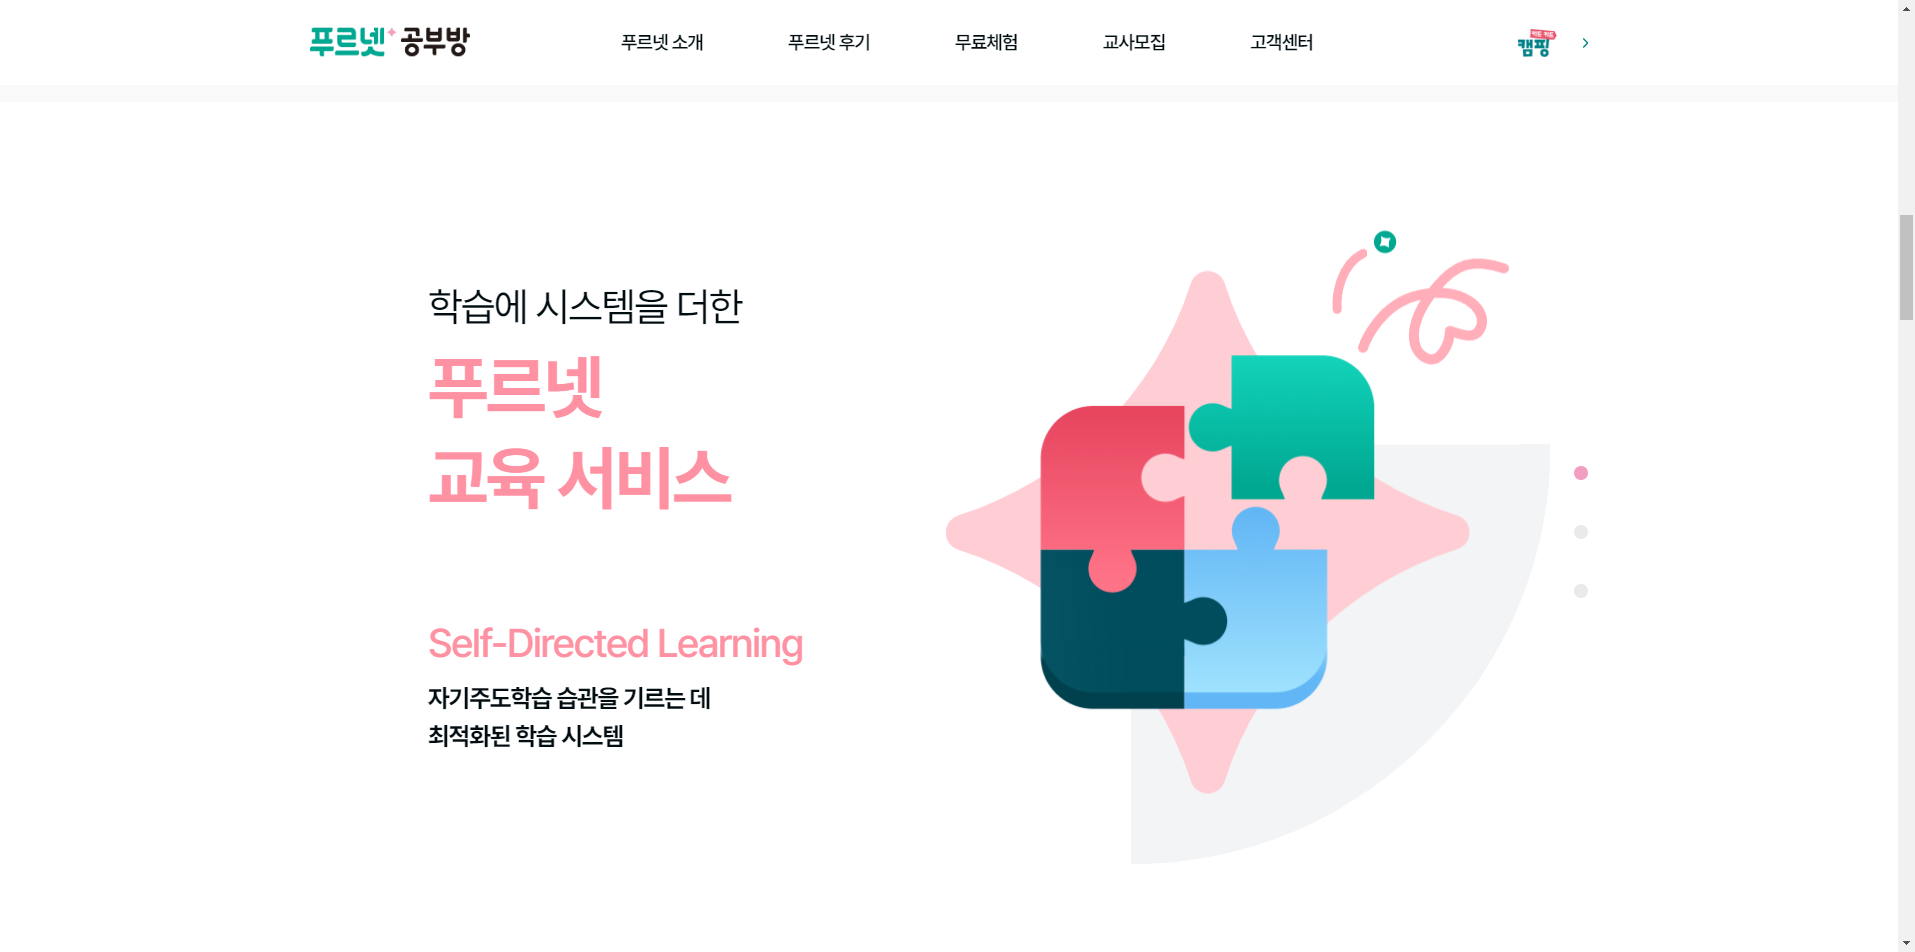 푸르넷 공부방
푸르넷 소개
푸르넷 후기
무료체험
교사모집
고객센터
캠핑
학습에 시스템을 더한
푸르넷
교육 서비스
Self-Directed Learning
자기주도학습 습관을 기르는 데
최적화된 학습 시스템